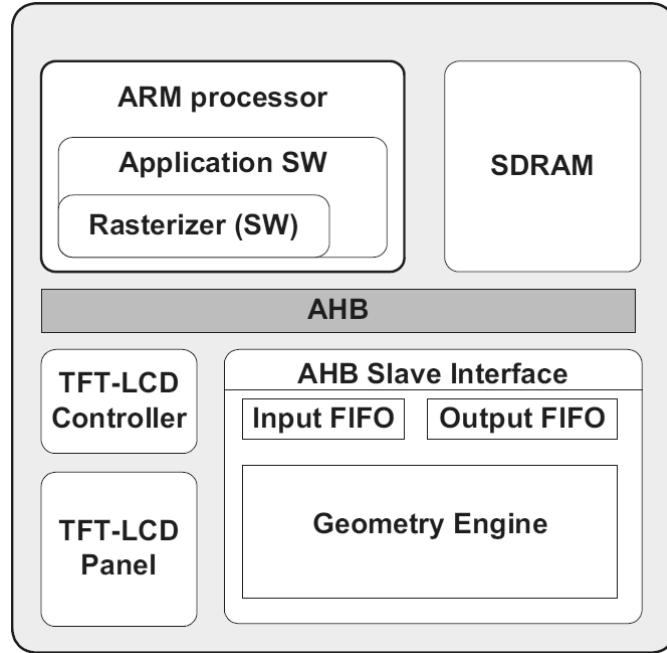 ARM processor
Application SW
Rasterizer (SW)
SDRAM
AHB
TFT-LCD
Controller
TFT-LCD
Panel
AHB Slave Interface
Input FIFO
Output FIFO
Geometry Engine